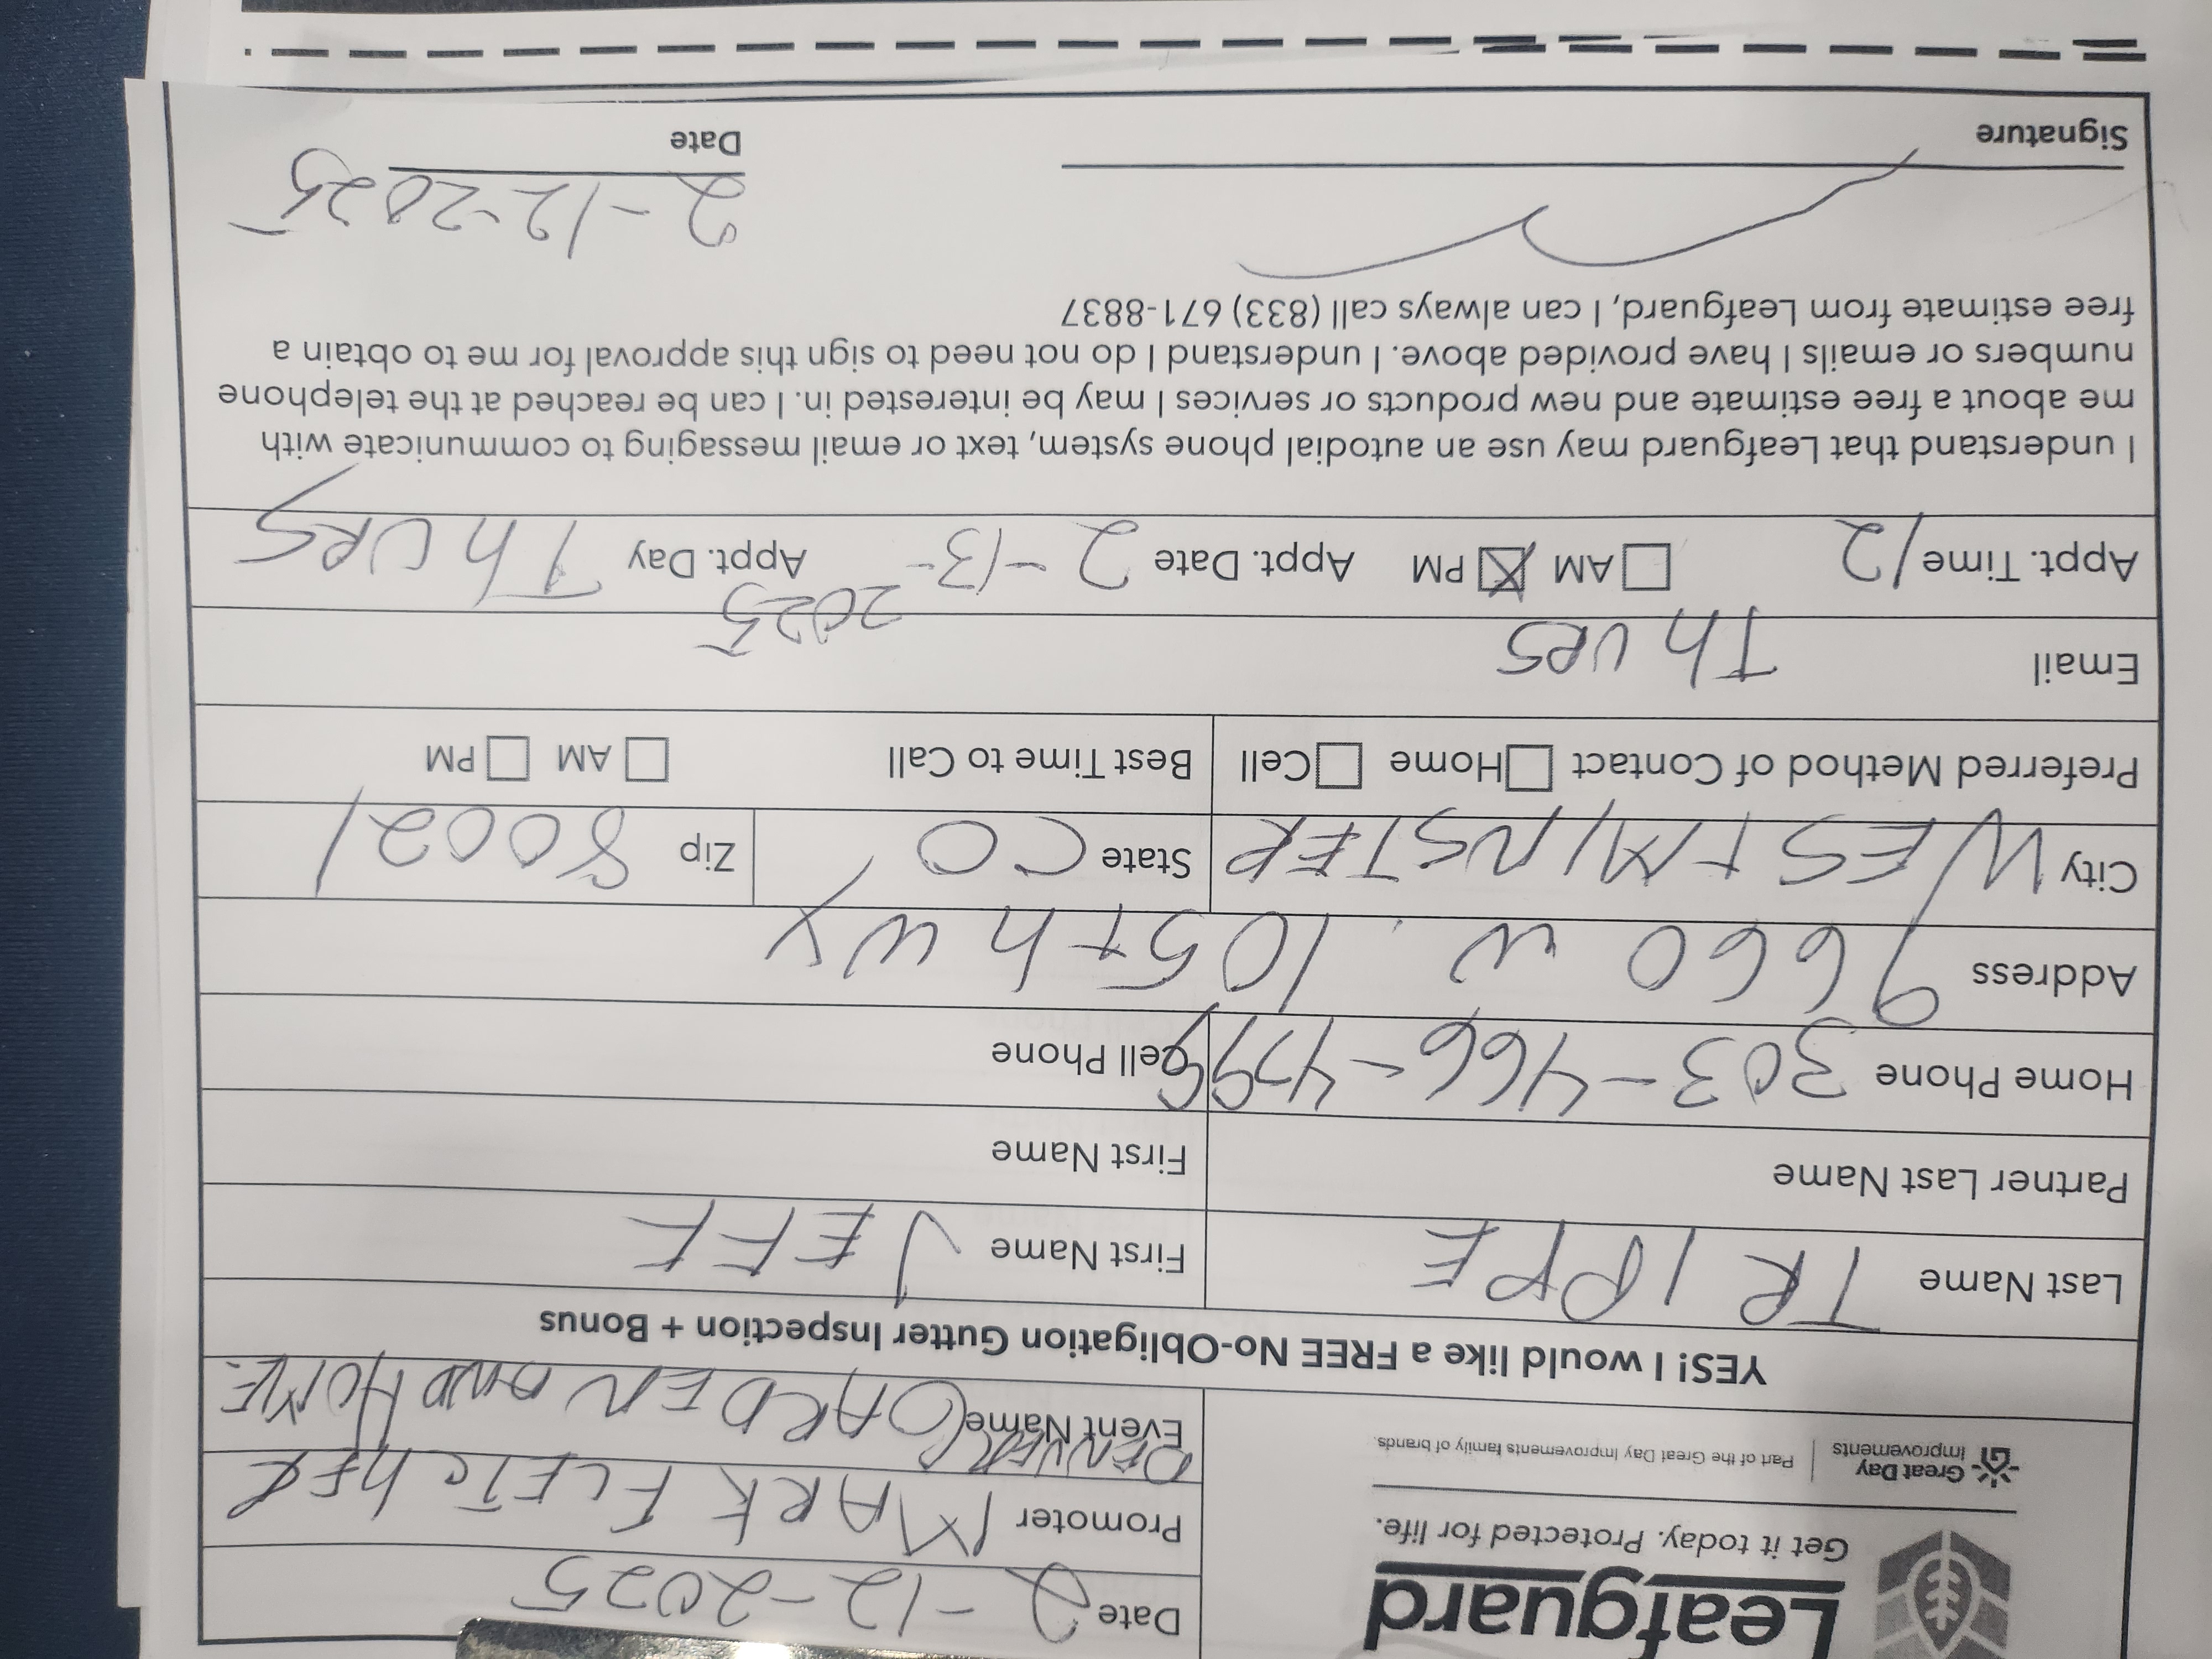 Leafguard
Get it today. Protected for life.
Great Day Improvements | Part of the Great Day Improvements family of brands.
Date 2-12-2025
Promoter MARK FLETChER
DENVER
Event Name GARDEN AND HOME.
YES! I would like a FREE No-Obligation Gutter Inspection + Bonus
Last Name TRIPPE First Name JEFF
Partner Last Name First Name
Home Phone 303-466-4799 Cell Phone
Address 9660 W. 105th WY
City WESTMINSTER State CO Zip 80021
Preferred Method of Contact Home Cell Best Time to Call AM PM
Email ThURS
Appt. Time 12 AM PM Appt. Date 2-13-2025 Appt. Day ThURS
I understand that Leafguard may use an autodial phone system, text or email messaging to communicate with
me about a free estimate and new products or services I may be interested in. I can be reached at the telephone
numbers or emails I have provided above. I understand I do not need to sign this approval for me to obtain a
free estimate from Leafguard, I can always call (833) 671-8837
2-12-2025
Signature Date